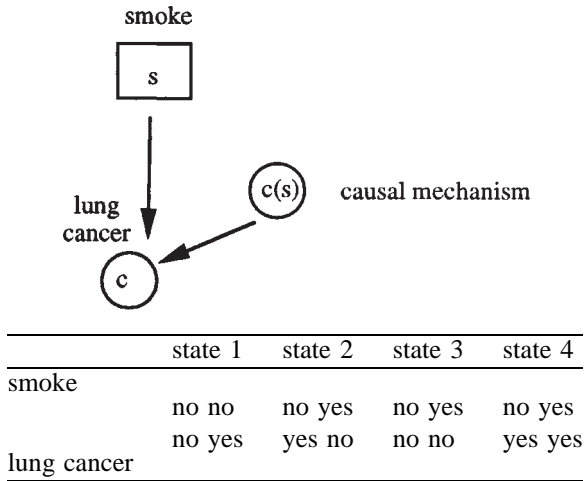 smoke
s
c(s) causal mechanism
lung
cancer
c
state 1 state 2 state 3 state 4
smoke
no no no yes no yes no yes
no yes yes no no no yes yes
lung cancer